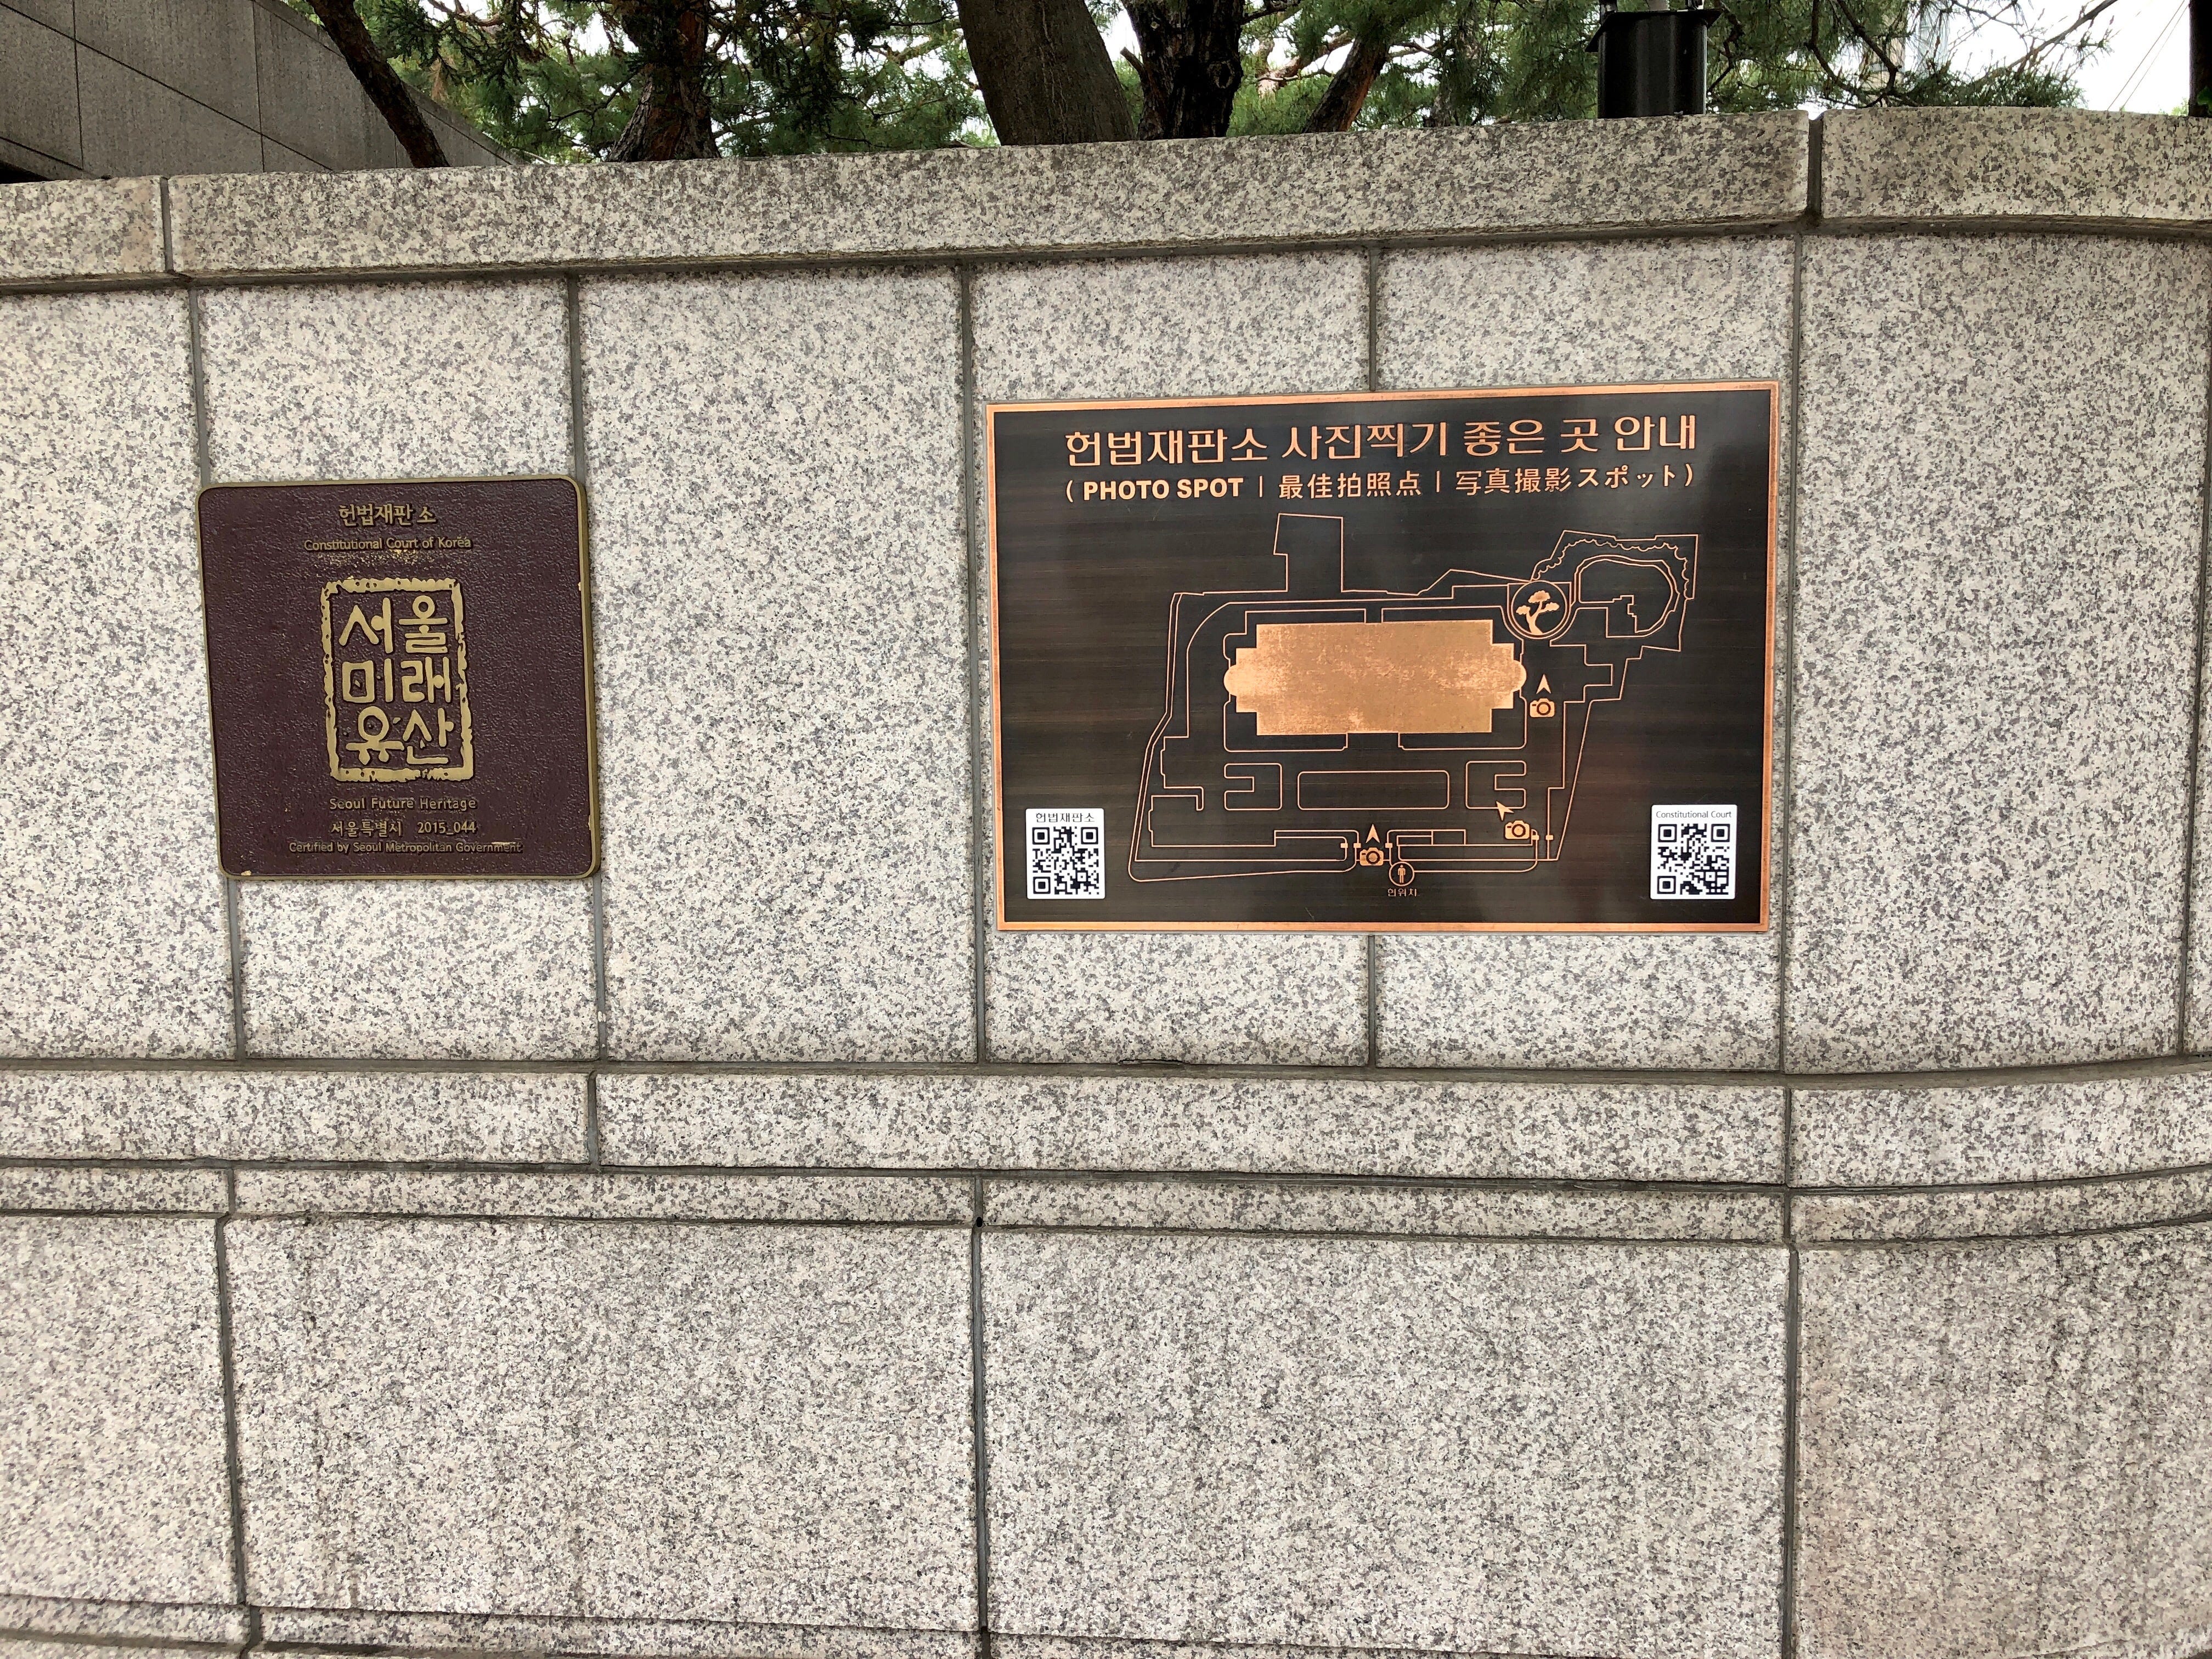 헌법재판소
Constitutional Court of Korea
서울
미래
유산
Seoul Future Heritage
서울특별시 2015_044
Certified by Seoul Metropolitan Government
헌법재판소 사진찍기 좋은 곳 안내
( PHOTO SPOT | 最佳拍照点 | 写真撮影スポット )
헌법재판소
Constitutional Court
현위치